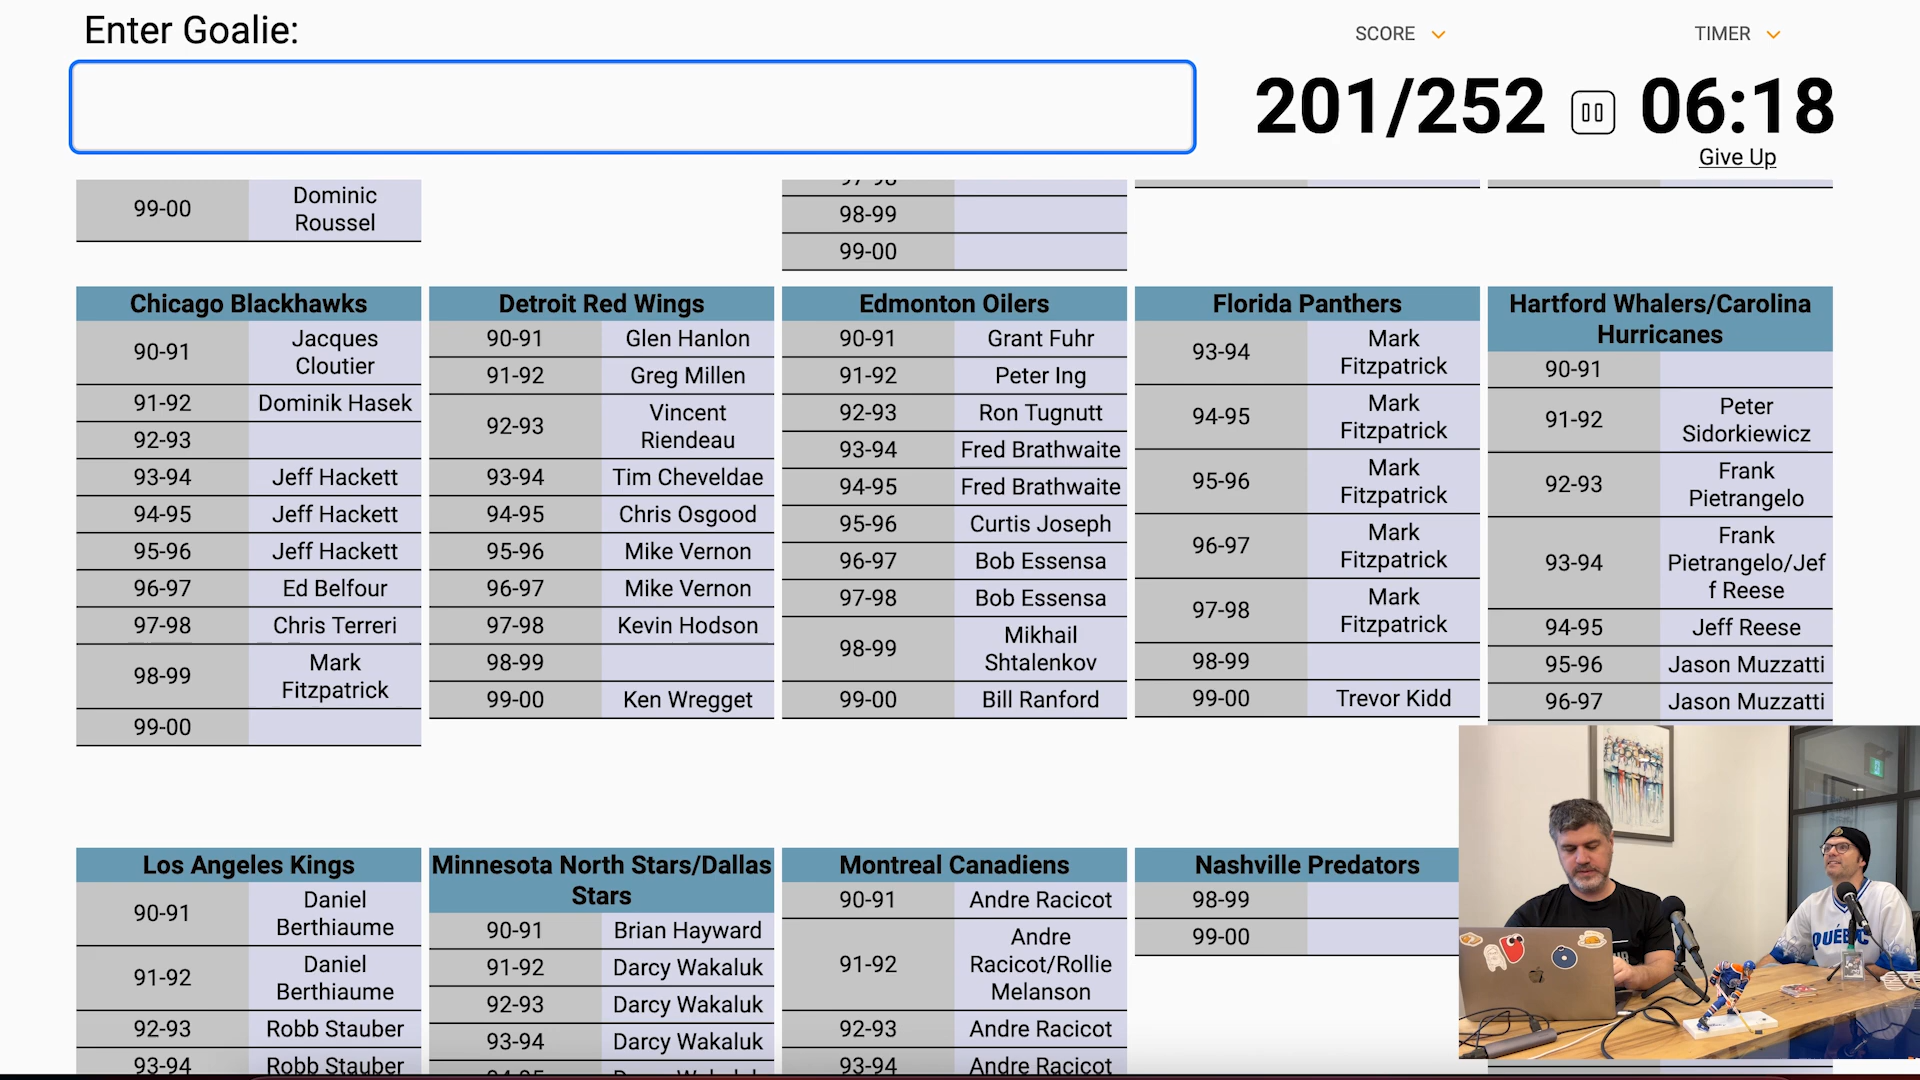 Enter Goalie:
SCORE
TIMER
201/252
06:18
Give Up
99-00 Dominic
Roussel
97-98
98-99
99-00
Chicago Blackhawks
90-91 Jacques
Cloutier
91-92 Dominik Hasek
92-93
93-94 Jeff Hackett
94-95 Jeff Hackett
95-96 Jeff Hackett
96-97 Ed Belfour
97-98 Chris Terreri
98-99 Mark
Fitzpatrick
99-00
Detroit Red Wings
90-91 Glen Hanlon
91-92 Greg Millen
92-93 Vincent
Riendeau
93-94 Tim Cheveldae
94-95 Chris Osgood
95-96 Mike Vernon
96-97 Mike Vernon
97-98 Kevin Hodson
98-99
99-00 Ken Wregget
Edmonton Oilers
90-91 Grant Fuhr
91-92 Peter Ing
92-93 Ron Tugnutt
93-94 Fred Brathwaite
94-95 Fred Brathwaite
95-96 Curtis Joseph
96-97 Bob Essensa
97-98 Bob Essensa
98-99 Mikhail
Shtalenkov
99-00 Bill Ranford
Florida Panthers
93-94 Mark
Fitzpatrick
94-95 Mark
Fitzpatrick
95-96 Mark
Fitzpatrick
96-97 Mark
Fitzpatrick
97-98 Mark
Fitzpatrick
98-99
99-00 Trevor Kidd
Hartford Whalers/Carolina
Hurricanes
90-91
91-92 Peter
Sidorkiewicz
92-93 Frank
Pietrangelo
93-94 Frank
Pietrangelo/Jef
f Reese
94-95 Jeff Reese
95-96 Jason Muzzatti
96-97 Jason Muzzatti
Los Angeles Kings
90-91 Daniel
Berthiaume
91-92 Daniel
Berthiaume
92-93 Robb Stauber
93-94 Robb Stauber
Minnesota North Stars/Dallas
Stars
90-91 Brian Hayward
91-92 Darcy Wakaluk
92-93 Darcy Wakaluk
93-94 Darcy Wakaluk
Montreal Canadiens
90-91 Andre Racicot
91-92 Andre
Racicot/Rollie
Melanson
92-93 Andre Racicot
93-94 Andre Racicot
Nashville Predators
98-99
99-00